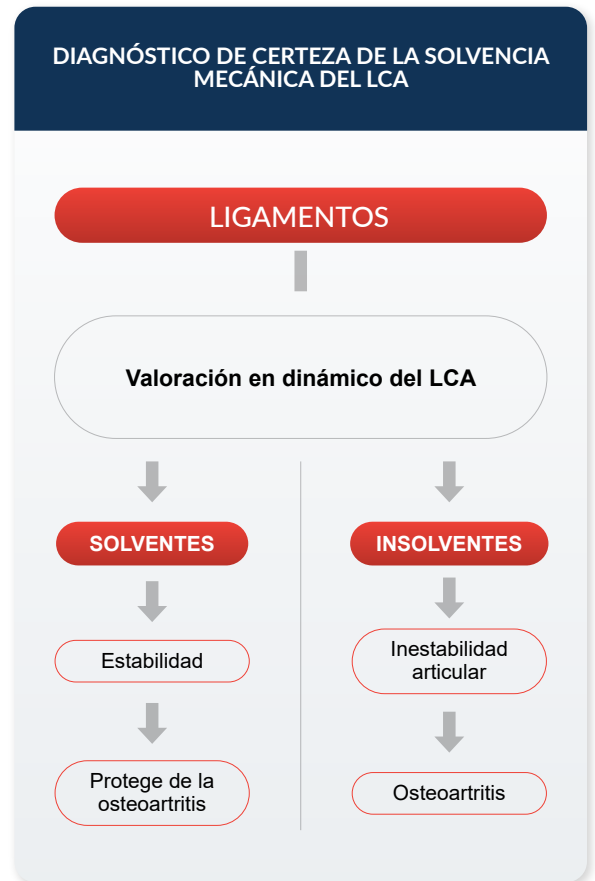 DIAGNÓSTICO DE CERTEZA DE LA SOLVENCIA
MECÁNICA DEL LCA
LIGAMENTOS
Valoración en dinámico del LCA
SOLVENTES
INSOLVENTES
Estabilidad
Inestabilidad
articular
Protege de la
osteoartritis
Osteoartritis